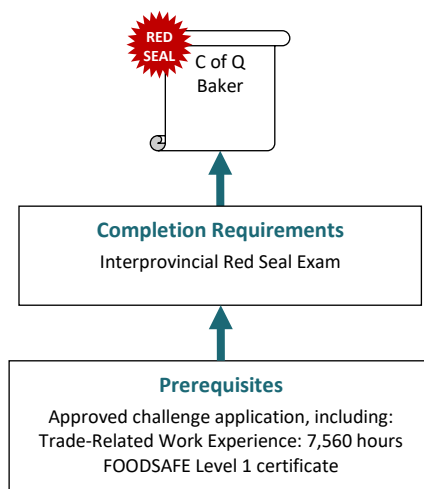 RED
SEAL
C of Q
Baker
Completion Requirements
Interprovincial Red Seal Exam
Prerequisites
Approved challenge application, including:
Trade-Related Work Experience: 7,560 hours
FOODSAFE Level 1 certificate